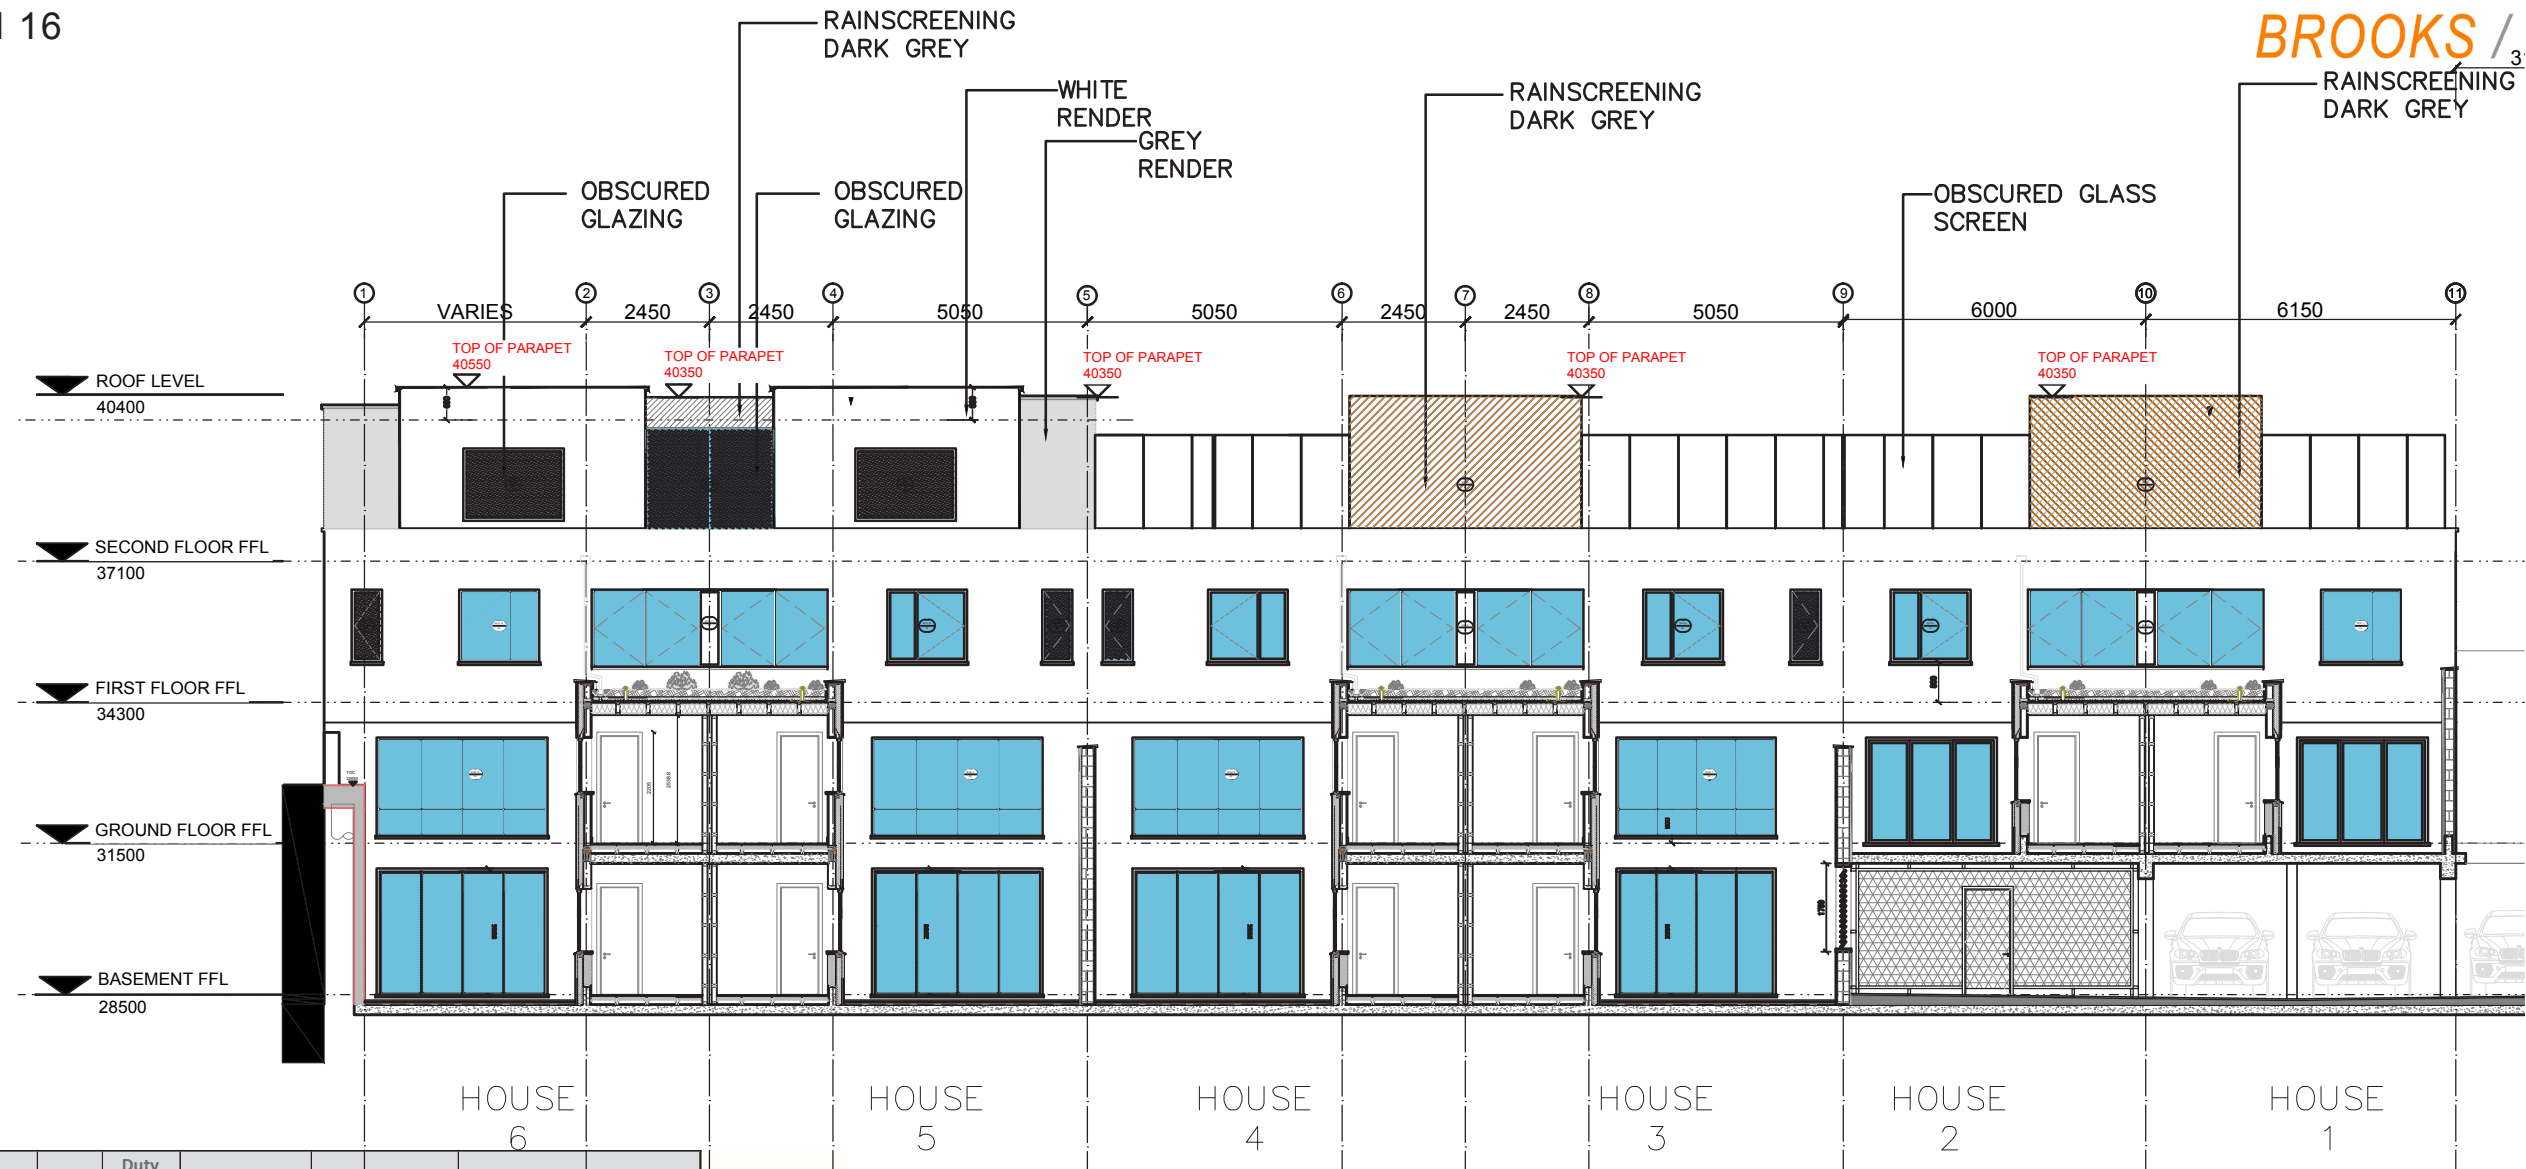 16
BROOKS /
RAINSCREENING
DARK GREY
WHITE
RENDER
GREY
RENDER
RAINSCREENING
DARK GREY
RAINSCREENING
DARK GREY
OBSCURED
GLAZING
OBSCURED
GLAZING
OBSCURED GLASS
SCREEN
1 2 3 4 5 6 7 8 9 10 11
VARIES 2450 2450 5050 5050 2450 2450 5050 6000 6150
TOP OF PARAPET
40550
TOP OF PARAPET
40350
TOP OF PARAPET
40350
TOP OF PARAPET
40350
TOP OF PARAPET
40350
ROOF LEVEL
40400
SECOND FLOOR FFL
37100
FIRST FLOOR FFL
34300
GROUND FLOOR FFL
31500
BASEMENT FFL
28500
HOUSE
6
HOUSE
5
HOUSE
4
HOUSE
3
HOUSE
2
HOUSE
1
Duty